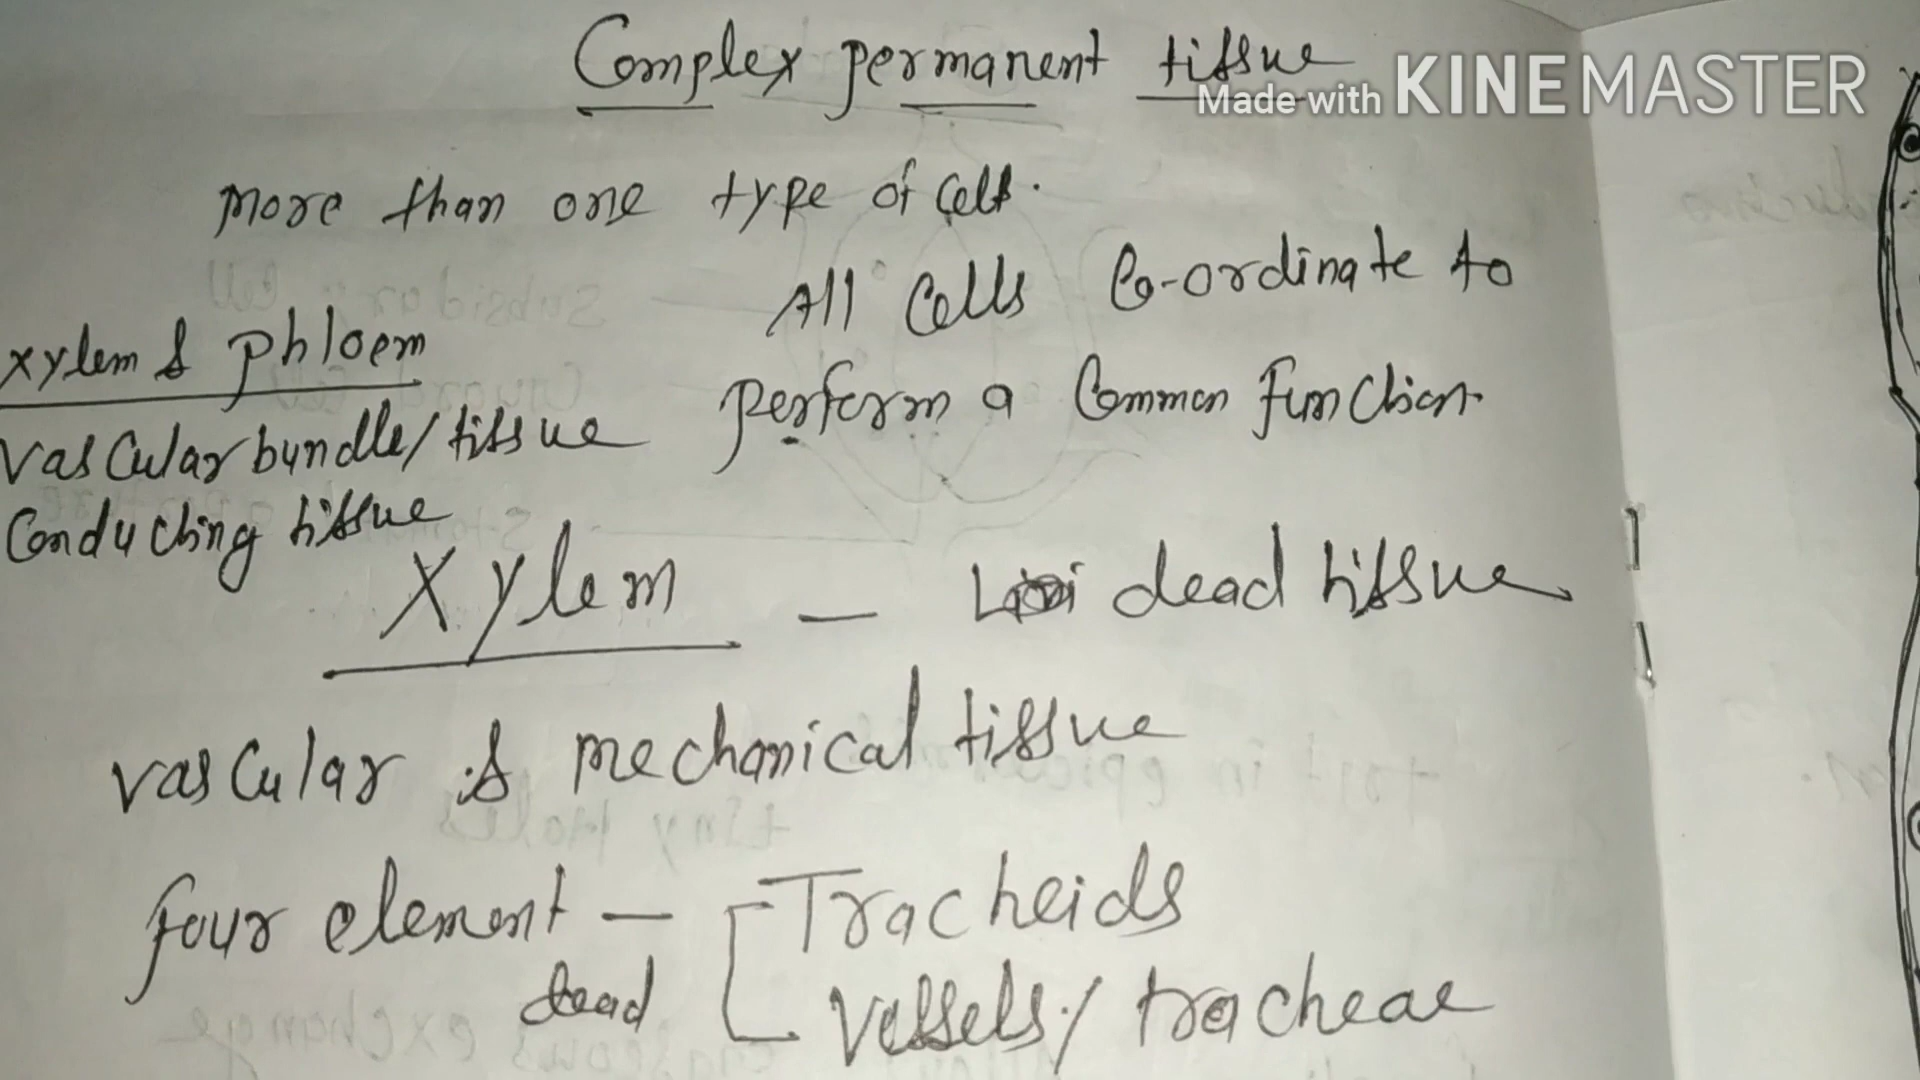 Complex permanent tissue
Made with KINEMASTER
more than one type of cell.
All cells Co-ordinate to
perform a Common function.
xylem & phloem
vascular bundle/tissue
Conducting tissue
Xylem — dead tissue
vascular & mechanical tissue
four element — Tracheids
dead vessels/tracheae